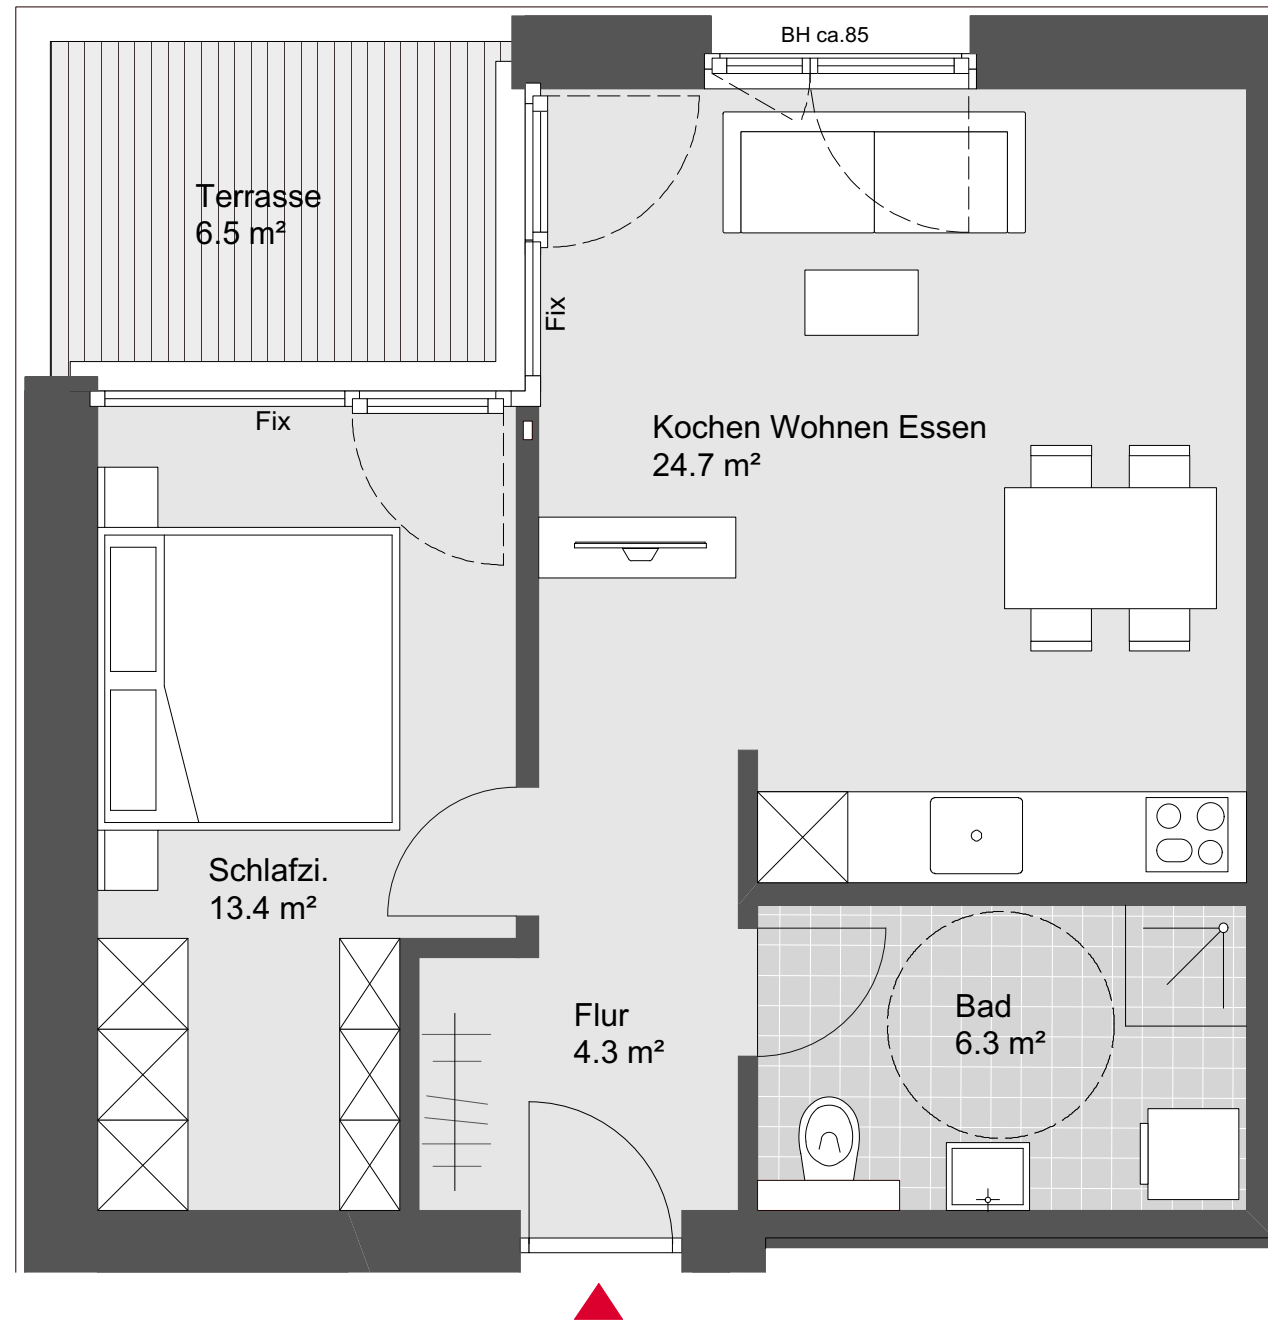 BH ca.85
Terrasse
6.5 m²
Fix
Fix
Kochen Wohnen Essen
24.7 m²
Schlafzi.
13.4 m²
Flur
4.3 m²
Bad
6.3 m²